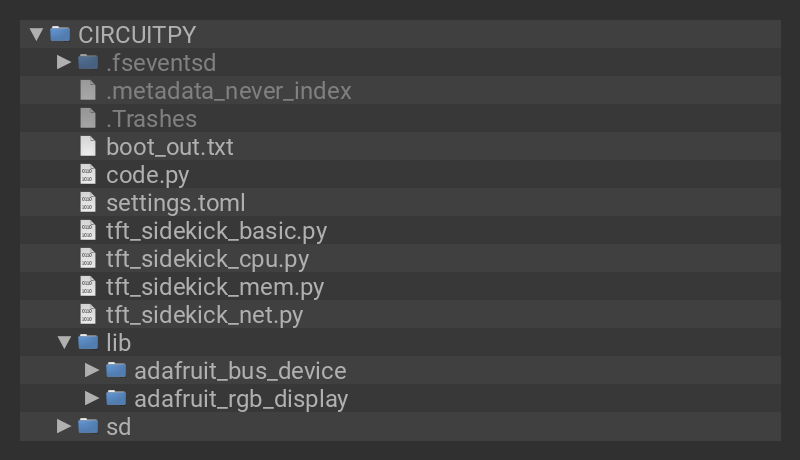 CIRCUITPY
.fseventsd
.metadata_never_index
.Trashes
boot_out.txt
code.py
settings.toml
tft_sidekick_basic.py
tft_sidekick_cpu.py
tft_sidekick_mem.py
tft_sidekick_net.py
lib
adafruit_bus_device
adafruit_rgb_display
sd